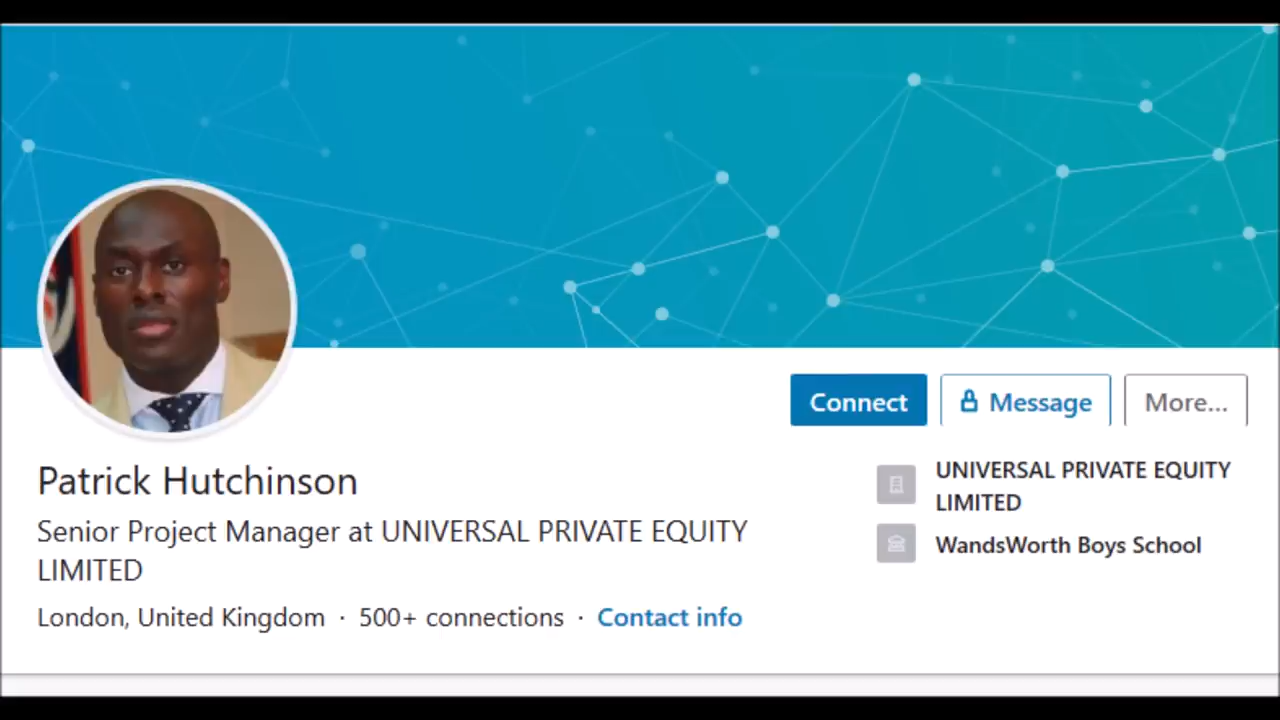 Connect
Message
More...
Patrick Hutchinson
Senior Project Manager at UNIVERSAL PRIVATE EQUITY
LIMITED
London, United Kingdom · 500+ connections · Contact info
UNIVERSAL PRIVATE EQUITY
LIMITED
WandsWorth Boys School